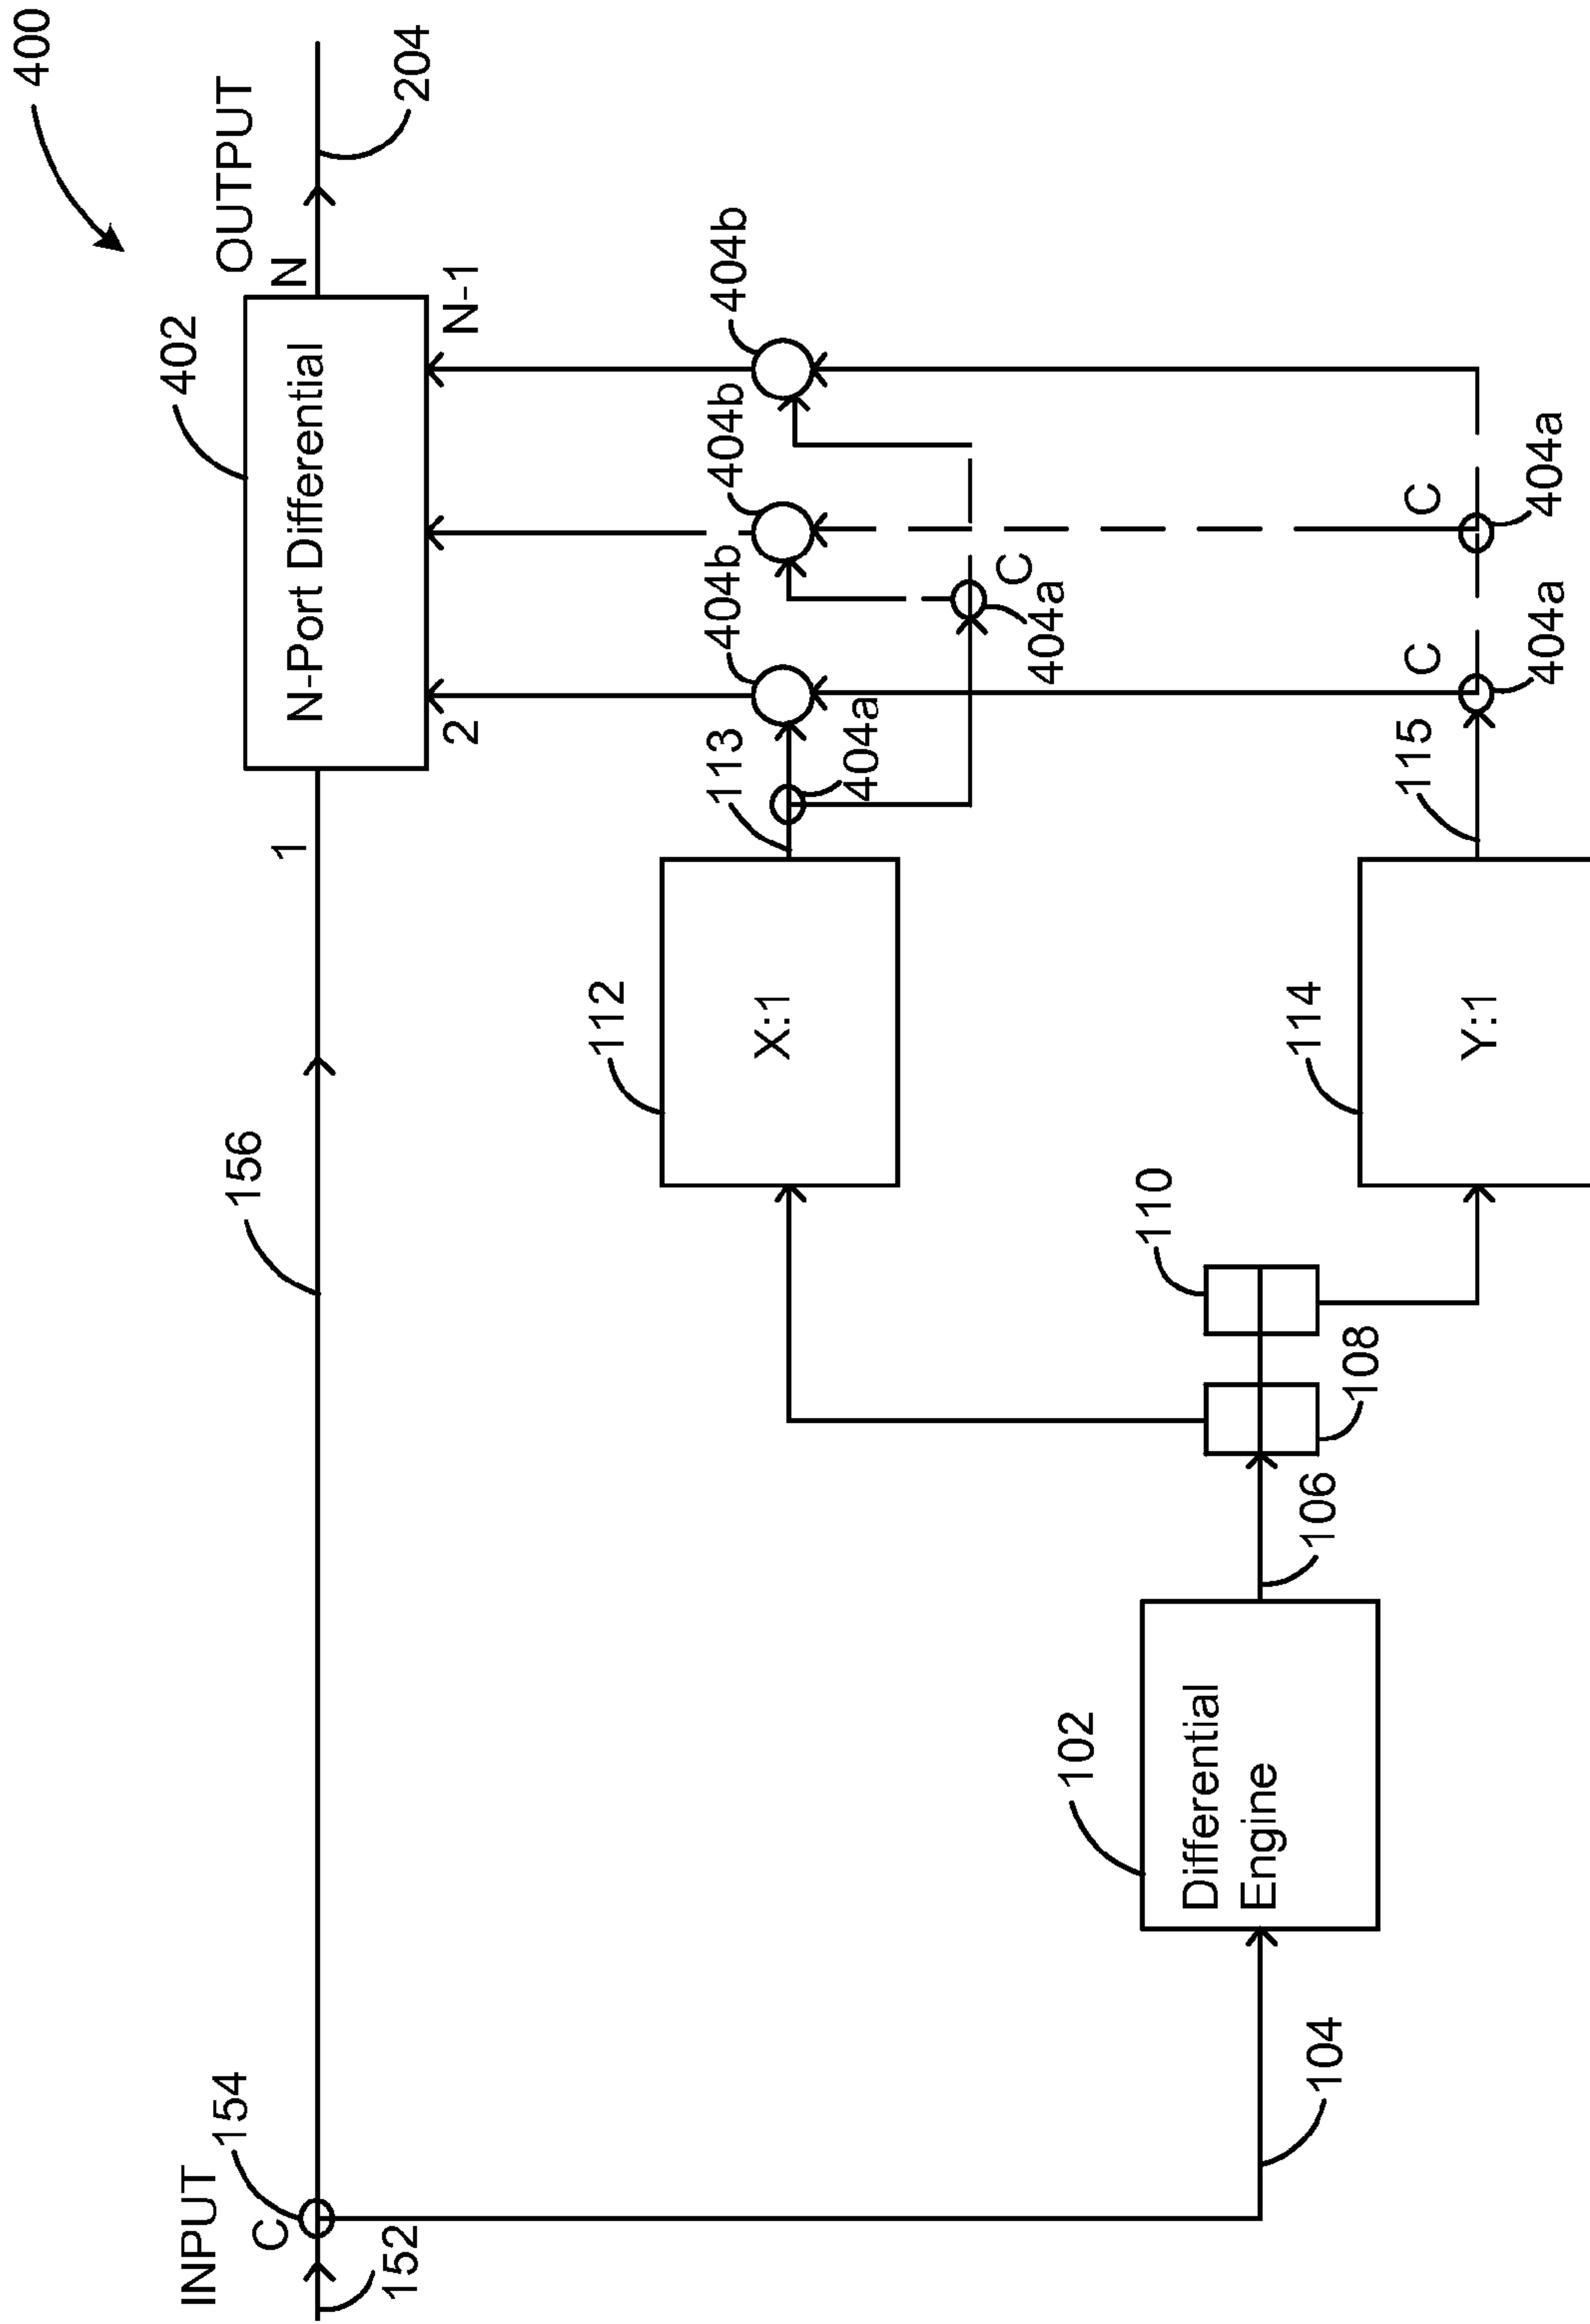 400
INPUT
C
154
152
156
1
402
N-Port Differential
N
OUTPUT
204
2
N-1
112
X:1
113
404a
404b
404b
404b
C
404a
102
Differential
Engine
104
106
108
110
114
Y:1
115
C
404a
C
404a